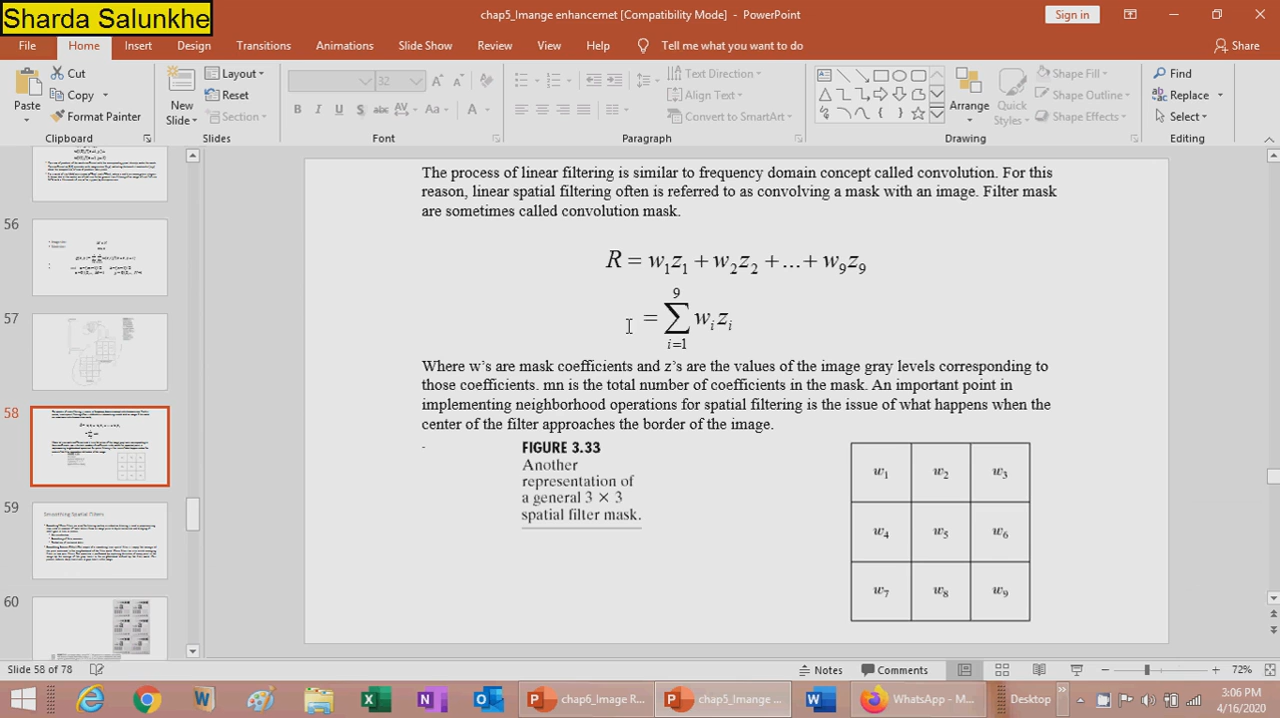 Sharda Salunkhe
chap5_Imange enhancemet [Compatibility Mode] - PowerPoint
Sign in
File Home Insert Design Transitions Animations Slide Show Review View Help Tell me what you want to do Share
Paste
Cut
Copy
Format Painter
Clipboard
New Slide
Layout
Reset
Section
Slides
32
B I U S abc AV Aa A
Font
Text Direction
Align Text
Convert to SmartArt
Paragraph
Arrange
Quick Styles
Shape Fill
Shape Outline
Shape Effects
Drawing
Find
Replace
Select
Editing
56
57
58
59
Smoothing Spatial Filters
60
The process of linear filtering is similar to frequency domain concept called convolution. For this
reason, linear spatial filtering often is referred to as convolving a mask with an image. Filter mask
are sometimes called convolution mask.
R = w₁z₁ + w₂z₂ + ... + w₉z₉
9
= ∑ wᵢzᵢ
i=1
Where w's are mask coefficients and z's are the values of the image gray levels corresponding to
those coefficients. mn is the total number of coefficients in the mask. An important point in
implementing neighborhood operations for spatial filtering is the issue of what happens when the
center of the filter approaches the border of the image.
FIGURE 3.33
Another
representation of
a general 3 × 3
spatial filter mask.
w₁ w₂ w₃
w₄ w₅ w₆
w₇ w₈ w₉
Slide 58 of 78
Notes Comments 72%
chap6_Image R... chap5_Imange ... WhatsApp - M... Desktop
3:06 PM
4/16/2020